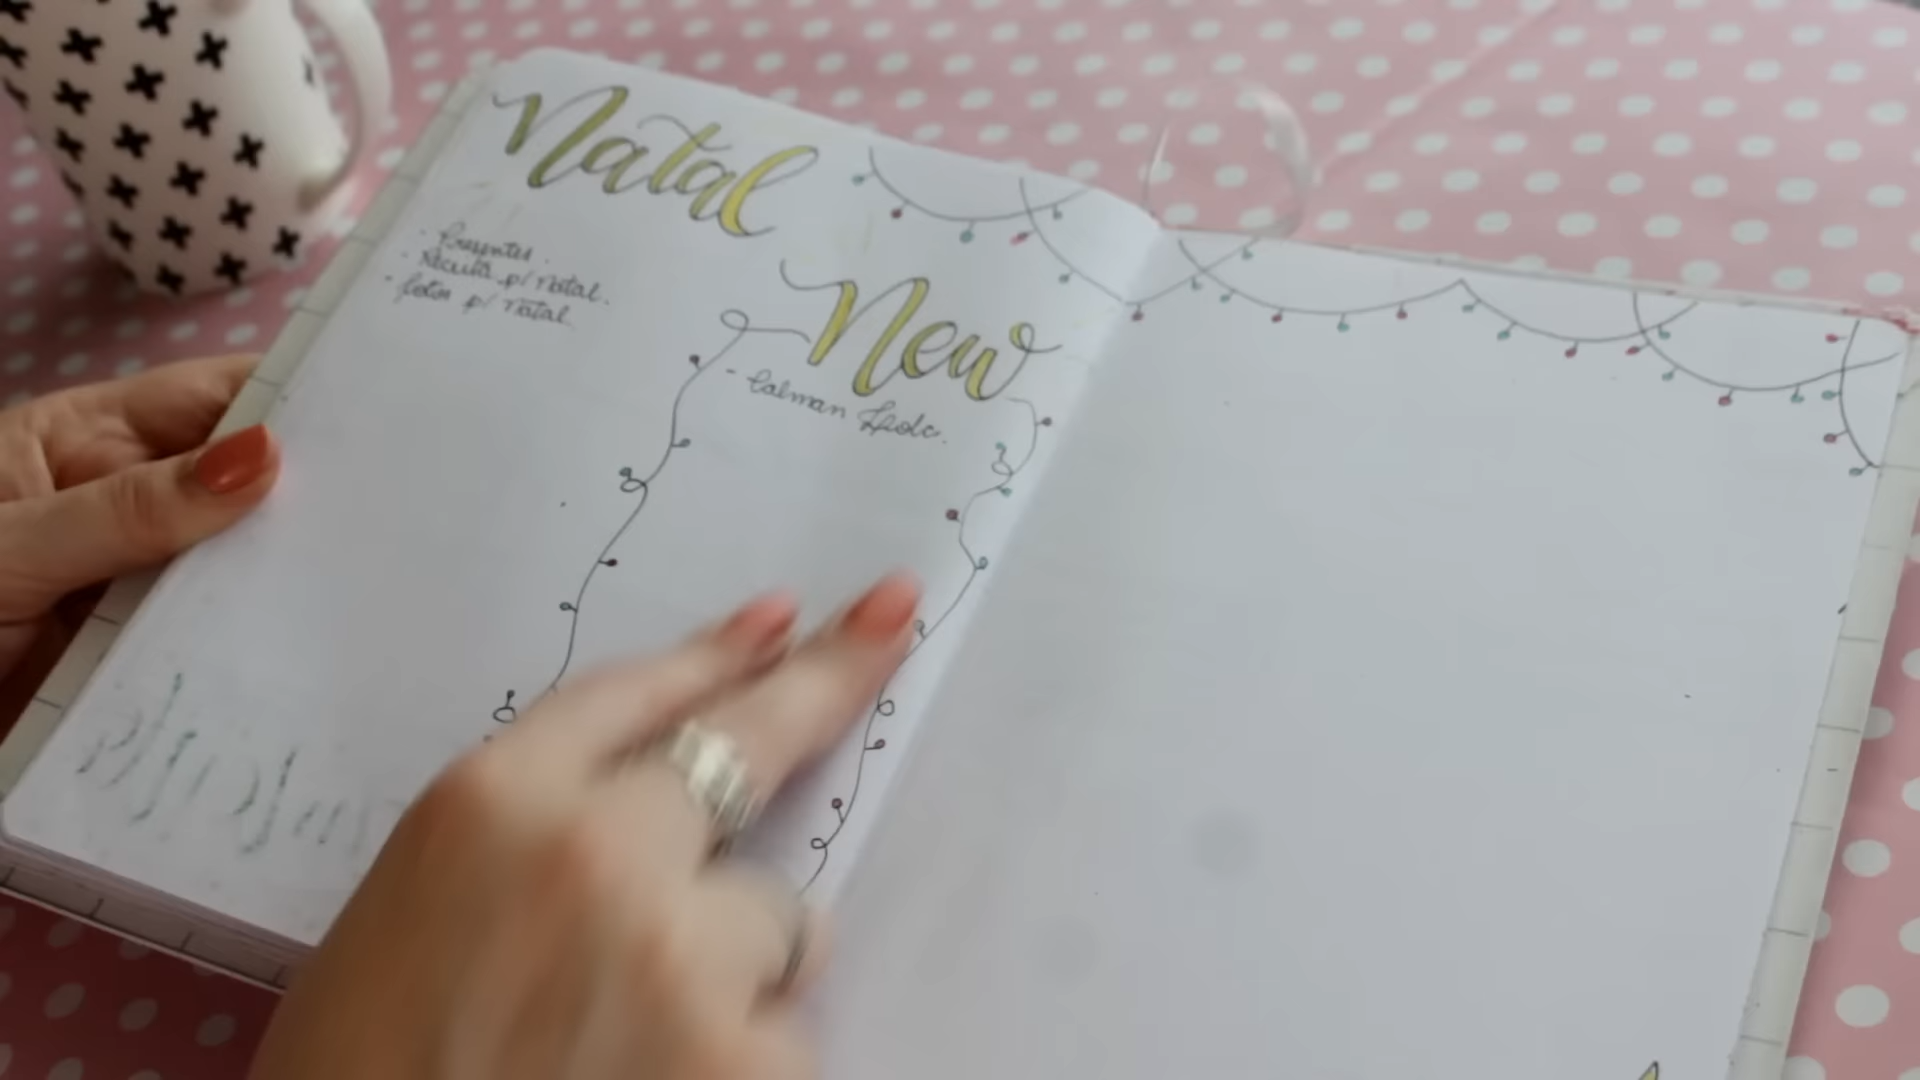 Natal
- Presentes.
- Receita p/ natal.
- fotos p/ natal.
New